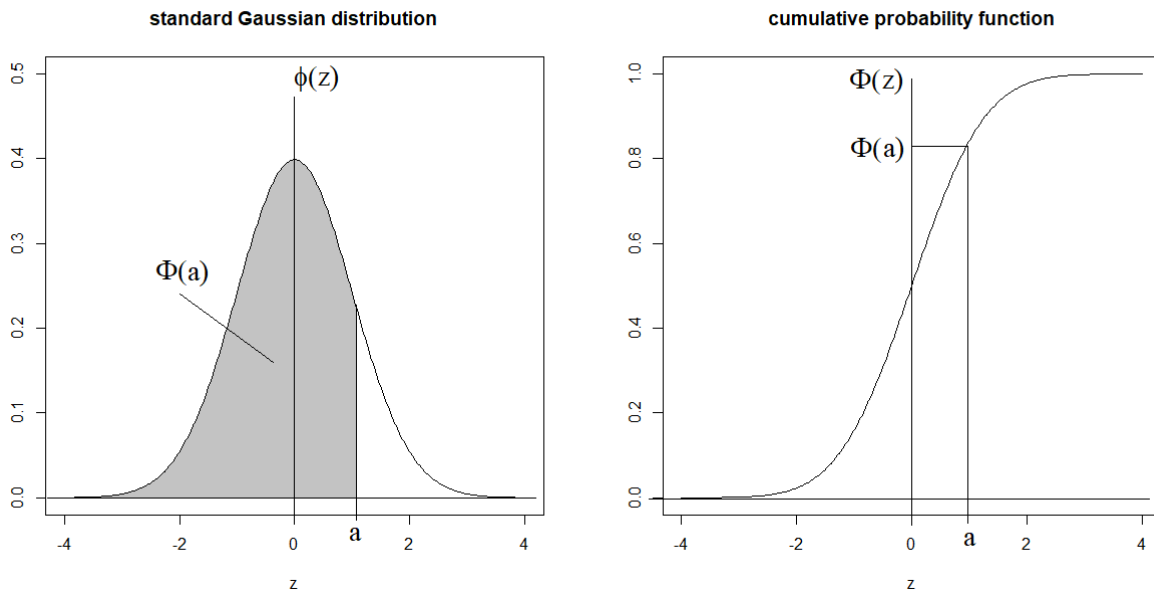 standard Gaussian distribution
0.5
0.4
0.3
0.2
0.1
0.0
ϕ(z)
Φ(a)
a
-4
-2
0
2
4
z
cumulative probability function
1.0
0.8
0.6
0.4
0.2
0.0
Φ(z)
Φ(a)
a
-4
-2
0
2
4
z